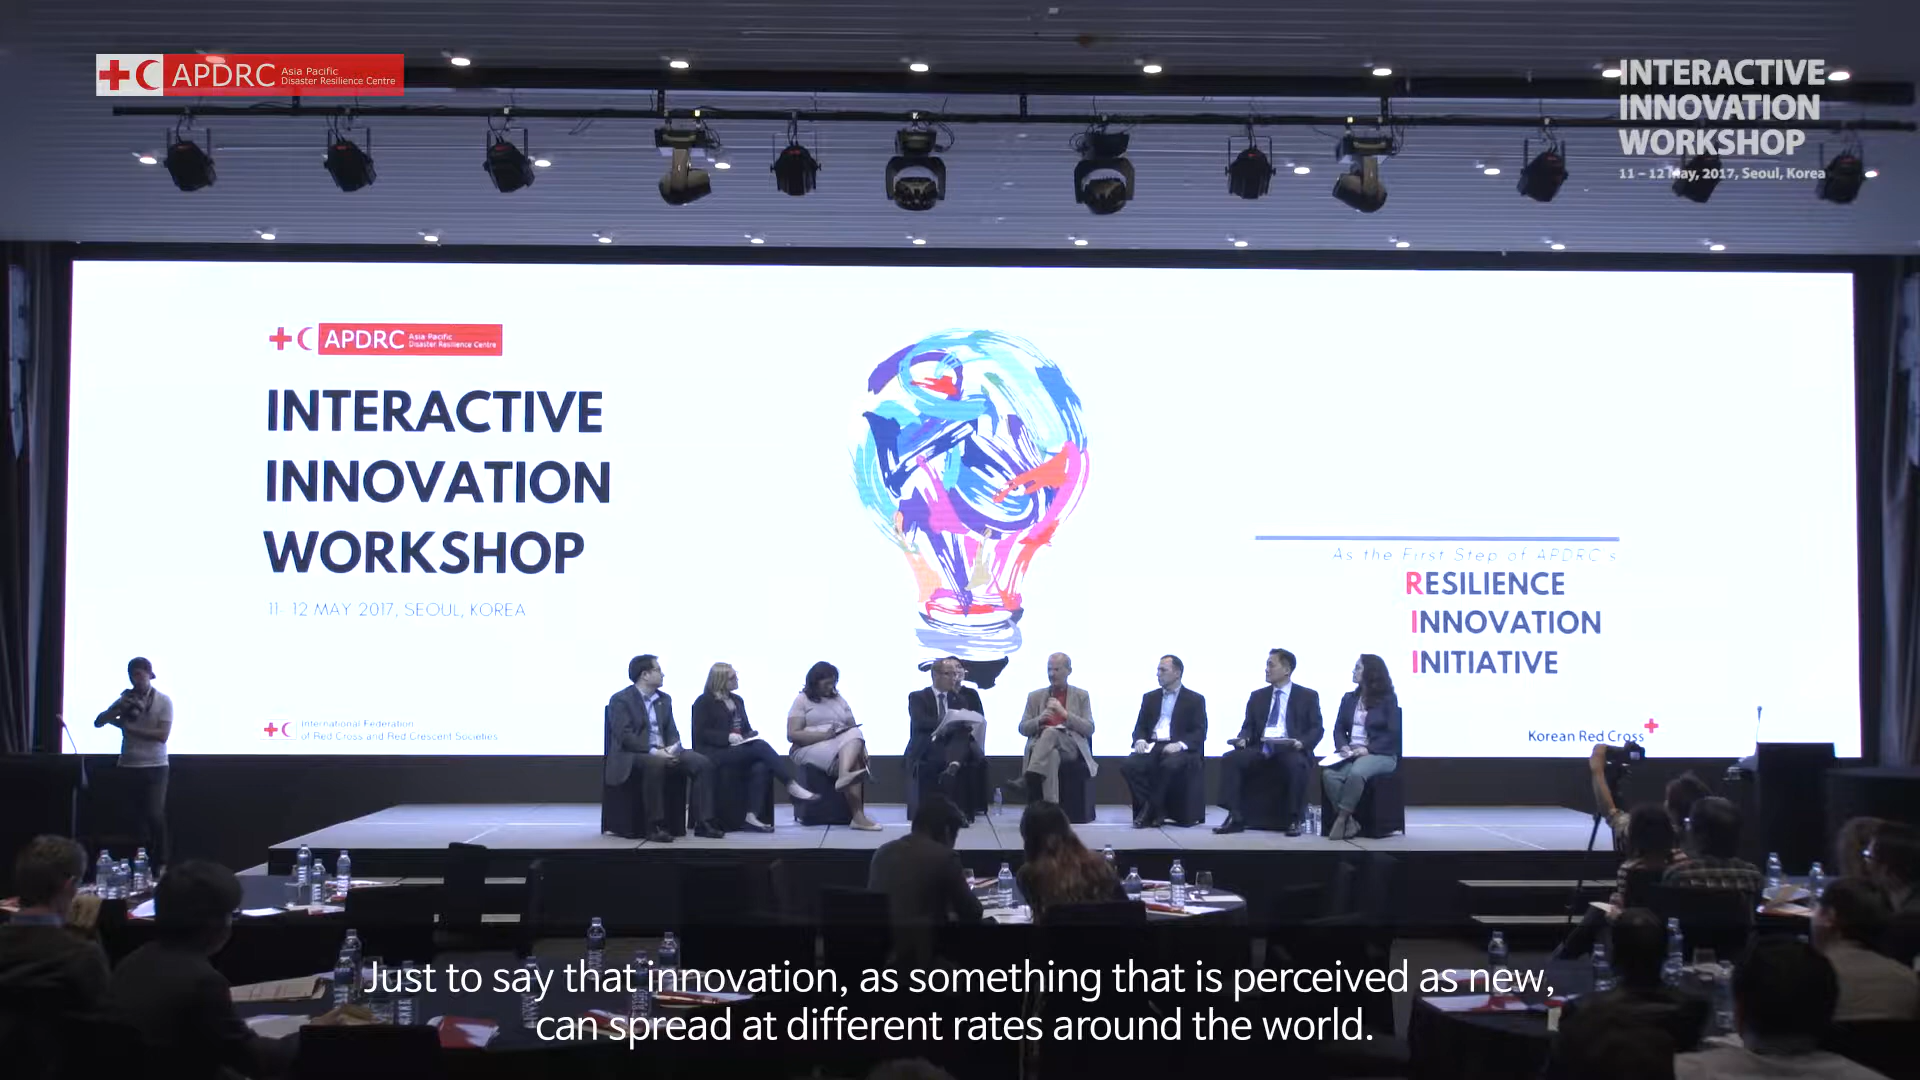 APDRC Asia Pacific
Disaster Resilience Centre
INTERACTIVE
INNOVATION
WORKSHOP
11 – 12 May, 2017, Seoul, Korea
APDRC Asia Pacific
Disaster Resilience Centre
INTERACTIVE
INNOVATION
WORKSHOP
11- 12 MAY 2017, SEOUL, KOREA
As the First Step of APDRC's
RESILIENCE
INNOVATION
INITIATIVE
International Federation
of Red Cross and Red Crescent Societies
Korean Red Cross
Just to say that innovation, as something that is perceived as new,
can spread at different rates around the world.